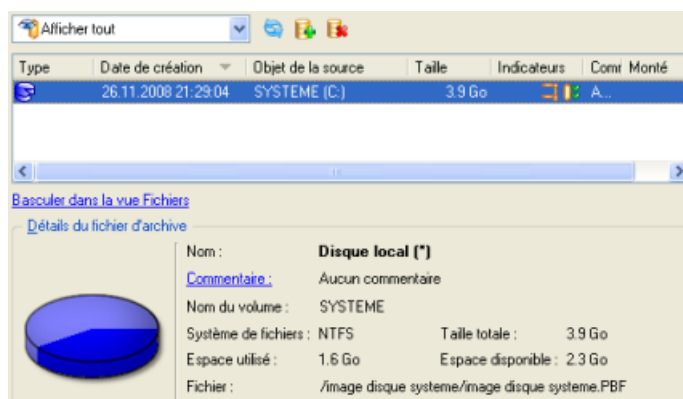 Afficher tout
Type Date de création Objet de la source Taille Indicateurs Comr Monté
26.11.2008 21:29:04 SYSTEME (C:) 3.9 Go A...
Basculer dans la vue Fichiers
Détails du fichier d'archive
Nom : Disque local (*)
Commentaire : Aucun commentaire
Nom du volume : SYSTEME
Système de fichiers : NTFS Taille totale : 3.9 Go
Espace utilisé : 1.6 Go Espace disponible : 2.3 Go
Fichier : /image disque systeme/image disque systeme.PBF